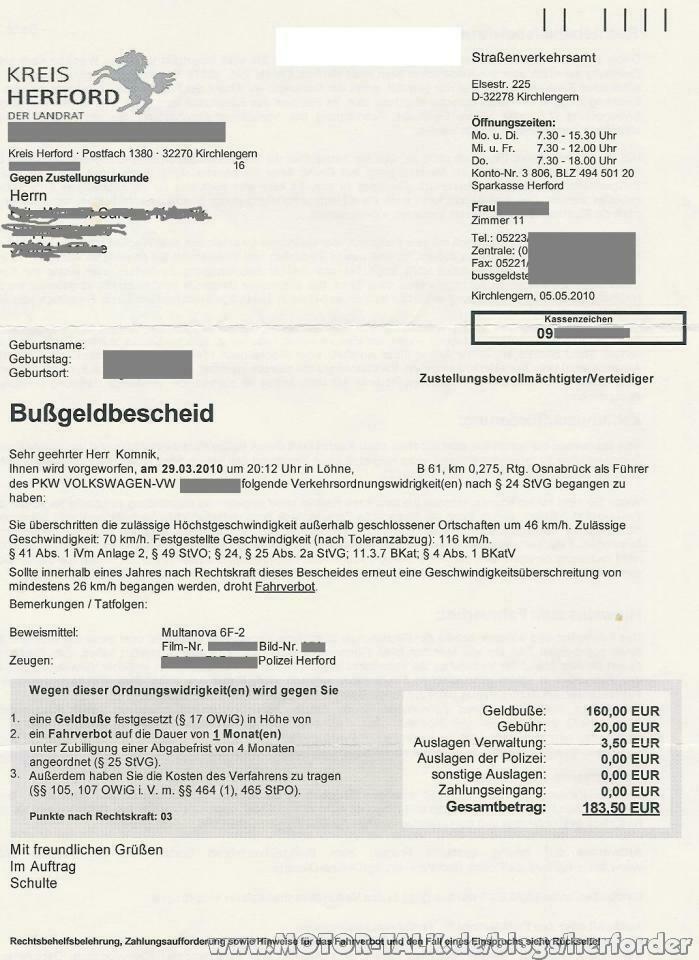 KREIS
HERFORD
DER LANDRAT
Kreis Herford · Postfach 1380 · 32270 Kirchlengern
16
Gegen Zustellungsurkunde
Herrn
Straßenverkehrsamt
Elsestr. 225
D-32278 Kirchlengern
Öffnungszeiten:
Mo. u. Di. 7.30 - 15.30 Uhr
Mi. u. Fr. 7.30 - 12.00 Uhr
Do. 7.30 - 18.00 Uhr
Konto-Nr. 3 806, BLZ 494 501 20
Sparkasse Herford
Frau
Zimmer 11
Tel.: 05223/
Zentrale: (0
Fax: 05221/
bussgeldste
Kirchlengern, 05.05.2010
Kassenzeichen
09
Geburtsname:
Geburtstag:
Geburtsort:
Zustellungsbevollmächtigter/Verteidiger
Bußgeldbescheid
Sehr geehrter Herr Komnik,
Ihnen wird vorgeworfen, am 29.03.2010 um 20:12 Uhr in Löhne, B 61, km 0,275, Rtg. Osnabrück als Führer
des PKW VOLKSWAGEN-VW folgende Verkehrsordnungswidrigkeit(en) nach § 24 StVG begangen zu
haben:
Sie überschritten die zulässige Höchstgeschwindigkeit außerhalb geschlossener Ortschaften um 46 km/h. Zulässige
Geschwindigkeit: 70 km/h. Festgestellte Geschwindigkeit (nach Toleranzabzug): 116 km/h.
§ 41 Abs. 1 iVm Anlage 2, § 49 StVO; § 24, § 25 Abs. 2a StVG; 11.3.7 BKat; § 4 Abs. 1 BKatV
Sollte innerhalb eines Jahres nach Rechtskraft dieses Bescheides erneut eine Geschwindigkeitsüberschreitung von
mindestens 26 km/h begangen werden, droht Fahrverbot.
Bemerkungen / Tatfolgen:
Beweismittel: Multanova 6F-2
Film-Nr. Bild-Nr.
Zeugen: Polizei Herford
Wegen dieser Ordnungswidrigkeit(en) wird gegen Sie
1. eine Geldbuße festgesetzt (§ 17 OWiG) in Höhe von
2. ein Fahrverbot auf die Dauer von 1 Monat(en)
unter Zubilligung einer Abgabefrist von 4 Monaten
angeordnet (§ 25 StVG).
3. Außerdem haben Sie die Kosten des Verfahrens zu tragen
(§§ 105, 107 OWiG i. V. m. §§ 464 (1), 465 StPO).
Punkte nach Rechtskraft: 03
Geldbuße: 160,00 EUR
Gebühr: 20,00 EUR
Auslagen Verwaltung: 3,50 EUR
Auslagen der Polizei: 0,00 EUR
sonstige Auslagen: 0,00 EUR
Zahlungseingang: 0,00 EUR
Gesamtbetrag: 183,50 EUR
Mit freundlichen Grüßen
Im Auftrag
Schulte
Rechtsbehelfsbelehrung, Zahlungsaufforderung sowie Hinweise für das Fahrverbot und den Fall eines Einspruchs siehe Rückseite!
www.MOTOR-TALK.de/blogs/herforder